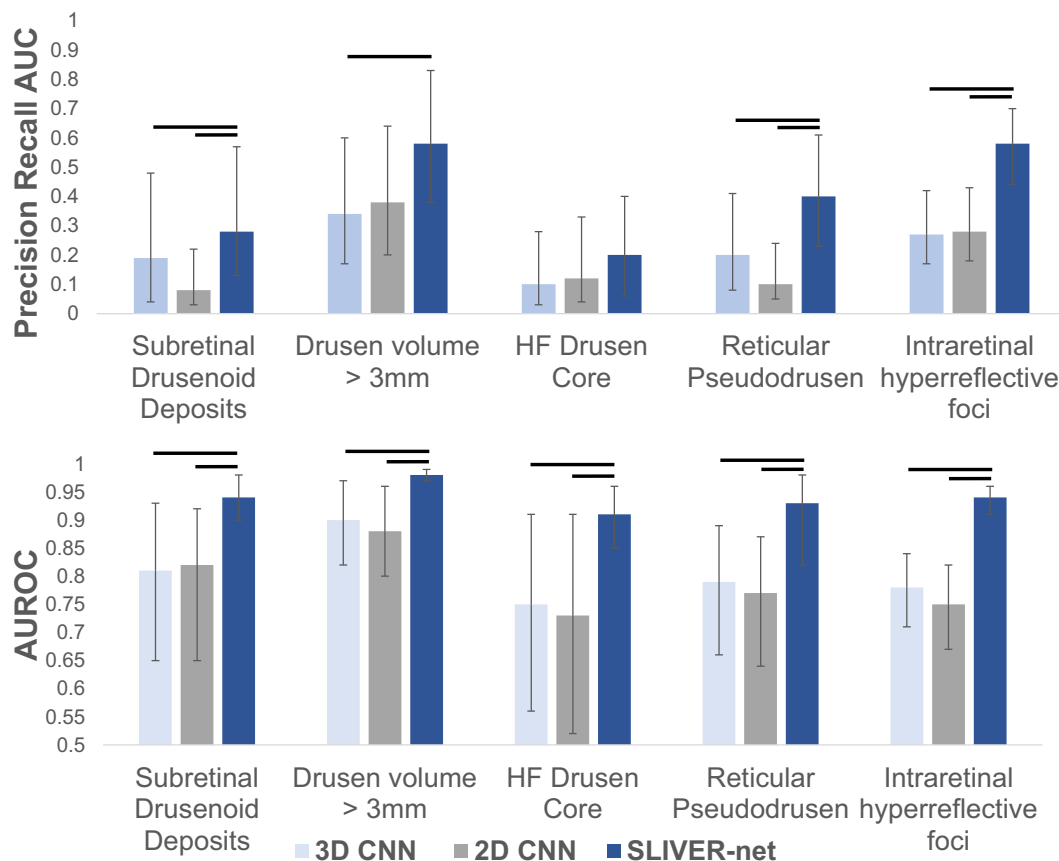 Precision Recall AUC
1
0.9
0.8
0.7
0.6
0.5
0.4
0.3
0.2
0.1
0
Subretinal
Drusenoid
Deposits
Drusen volume
> 3mm
HF Drusen
Core
Reticular
Pseudodrusen
Intraretinal
hyperreflective
foci
AUROC
1
0.95
0.9
0.85
0.8
0.75
0.7
0.65
0.6
0.55
0.5
Subretinal
Drusenoid
Deposits
Drusen volume
> 3mm
HF Drusen
Core
Reticular
Pseudodrusen
Intraretinal
hyperreflective
foci
3D CNN 2D CNN SLIVER-net